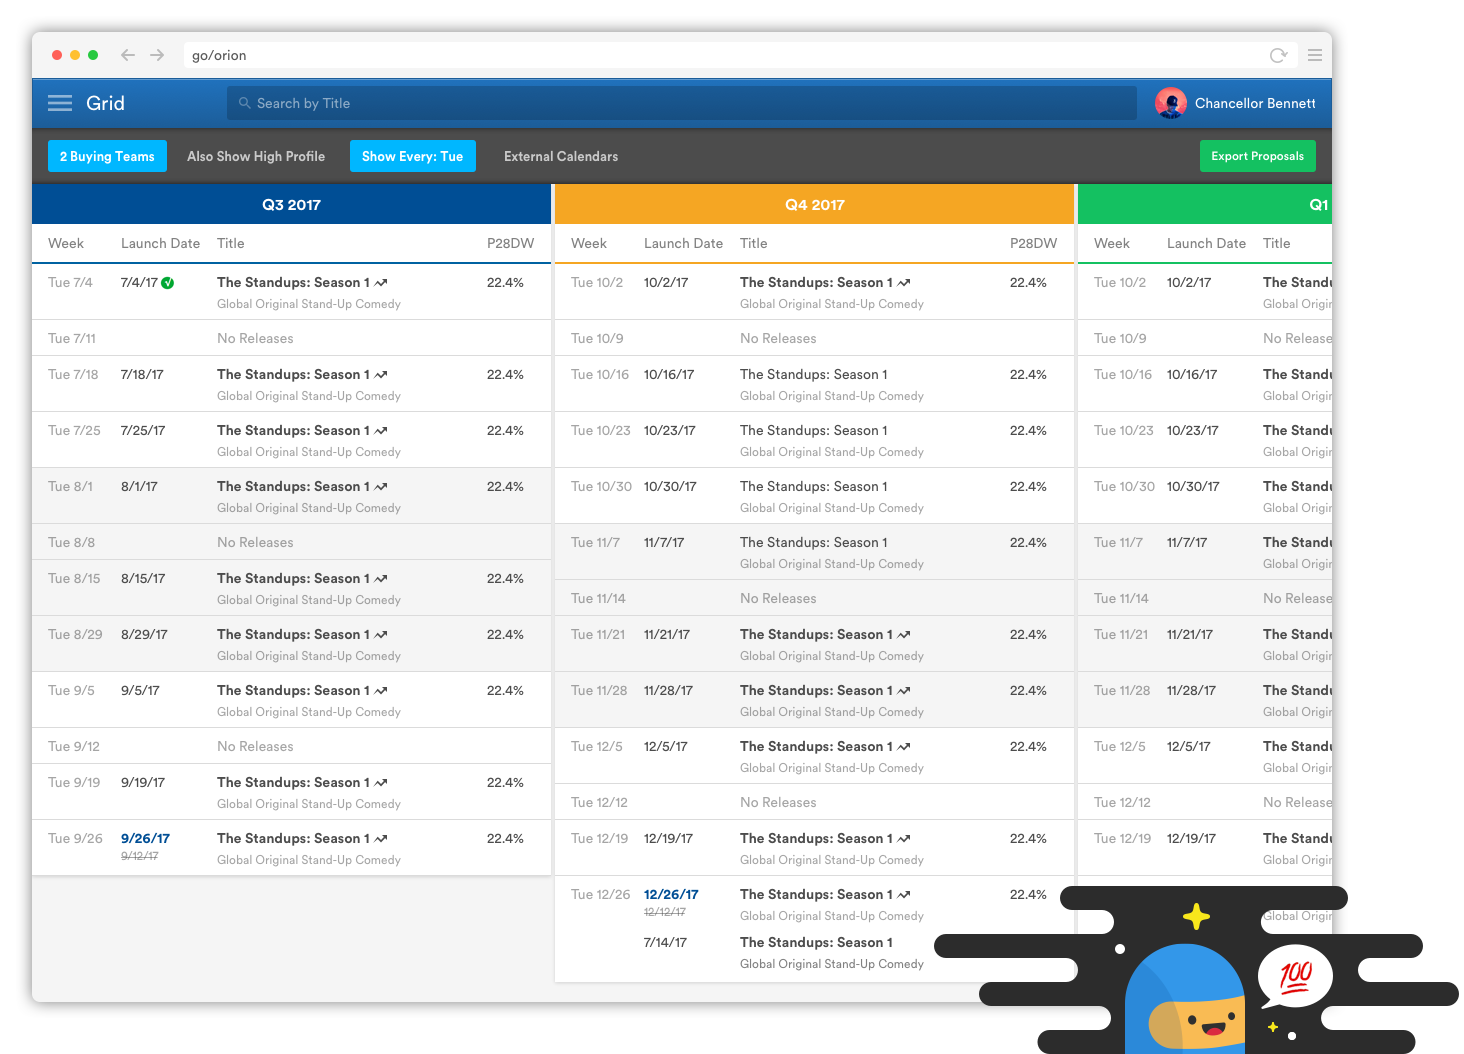 go/orion
Grid
Search by Title
Chancellor Bennett
2 Buying Teams
Also Show High Profile
Show Every: Tue
External Calendars
Export Proposals
Q3 2017
Week Launch Date Title P28DW
Tue 7/4 7/4/17 The Standups: Season 1 22.4%
Global Original Stand-Up Comedy
Tue 7/11 No Releases
Tue 7/18 7/18/17 The Standups: Season 1 22.4%
Global Original Stand-Up Comedy
Tue 7/25 7/25/17 The Standups: Season 1 22.4%
Global Original Stand-Up Comedy
Tue 8/1 8/1/17 The Standups: Season 1 22.4%
Global Original Stand-Up Comedy
Tue 8/8 No Releases
Tue 8/15 8/15/17 The Standups: Season 1 22.4%
Global Original Stand-Up Comedy
Tue 8/29 8/29/17 The Standups: Season 1 22.4%
Global Original Stand-Up Comedy
Tue 9/5 9/5/17 The Standups: Season 1 22.4%
Global Original Stand-Up Comedy
Tue 9/12 No Releases
Tue 9/19 9/19/17 The Standups: Season 1 22.4%
Global Original Stand-Up Comedy
Tue 9/26 9/26/17 The Standups: Season 1 22.4%
9/12/17 Global Original Stand-Up Comedy
Q4 2017
Week Launch Date Title P28DW
Tue 10/2 10/2/17 The Standups: Season 1 22.4%
Global Original Stand-Up Comedy
Tue 10/9 No Releases
Tue 10/16 10/16/17 The Standups: Season 1 22.4%
Global Original Stand-Up Comedy
Tue 10/23 10/23/17 The Standups: Season 1 22.4%
Global Original Stand-Up Comedy
Tue 10/30 10/30/17 The Standups: Season 1 22.4%
Global Original Stand-Up Comedy
Tue 11/7 11/7/17 The Standups: Season 1 22.4%
Global Original Stand-Up Comedy
Tue 11/14 No Releases
Tue 11/21 11/21/17 The Standups: Season 1 22.4%
Global Original Stand-Up Comedy
Tue 11/28 11/28/17 The Standups: Season 1 22.4%
Global Original Stand-Up Comedy
Tue 12/5 12/5/17 The Standups: Season 1 22.4%
Global Original Stand-Up Comedy
Tue 12/12 No Releases
Tue 12/19 12/19/17 The Standups: Season 1 22.4%
Global Original Stand-Up Comedy
Tue 12/26 12/26/17 The Standups: Season 1 22.4%
12/12/17 Global Original Stand-Up Comedy
7/14/17 The Standups: Season 1
Global Original Stand-Up Comedy
Q1
Week Launch Date Title
Tue 10/2 10/2/17 The Standu
Global Origin
Tue 10/9 No Release
Tue 10/16 10/16/17 The Standu
Global Origin
Tue 10/23 10/23/17 The Standu
Global Origin
Tue 10/30 10/30/17 The Standu
Global Origin
Tue 11/7 11/7/17 The Standu
Global Origin
Tue 11/14 No Release
Tue 11/21 11/21/17 The Standu
Global Origin
Tue 11/28 11/28/17 The Standu
Global Origin
Tue 12/5 12/5/17 The Standu
Global Origin
Tue 12/12 No Release
Tue 12/19 12/19/17 The Standu
Global Origin
Global Origin
100